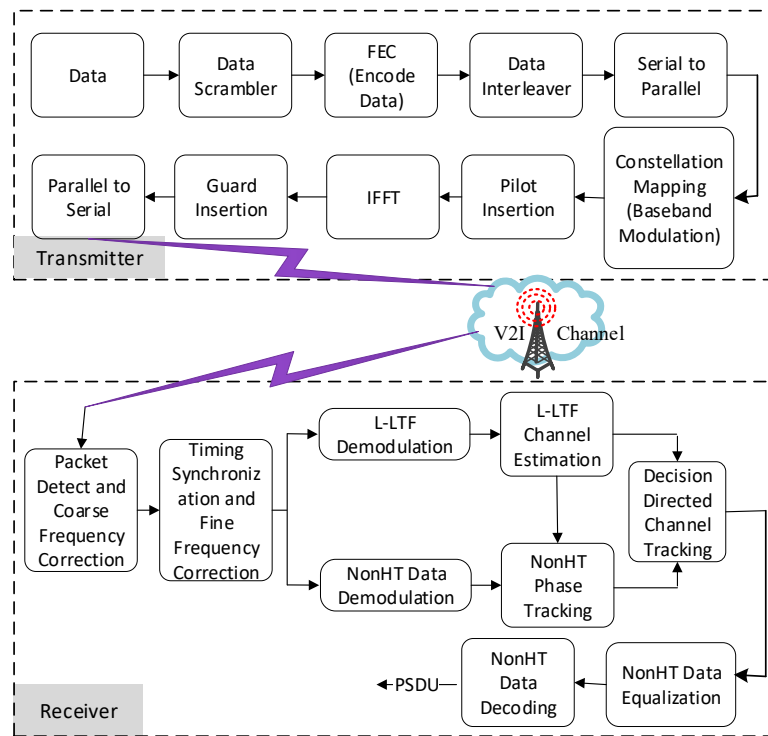 Data
Data
Scrambler
FEC
(Encode
Data)
Data
Interleaver
Serial to
Parallel
Parallel to
Serial
Guard
Insertion
IFFT
Pilot
Insertion
Constellation
Mapping
(Baseband
Modulation)
Transmitter
V2I Channel
Packet
Detect and
Coarse
Frequency
Correction
Timing
Synchroniz
ation and
Fine
Frequency
Correction
L-LTF
Demodulation
L-LTF
Channel
Estimation
Decision
Directed
Channel
Tracking
NonHT Data
Demodulation
NonHT
Phase
Tracking
PSDU
NonHT
Data
Decoding
NonHT Data
Equalization
Receiver